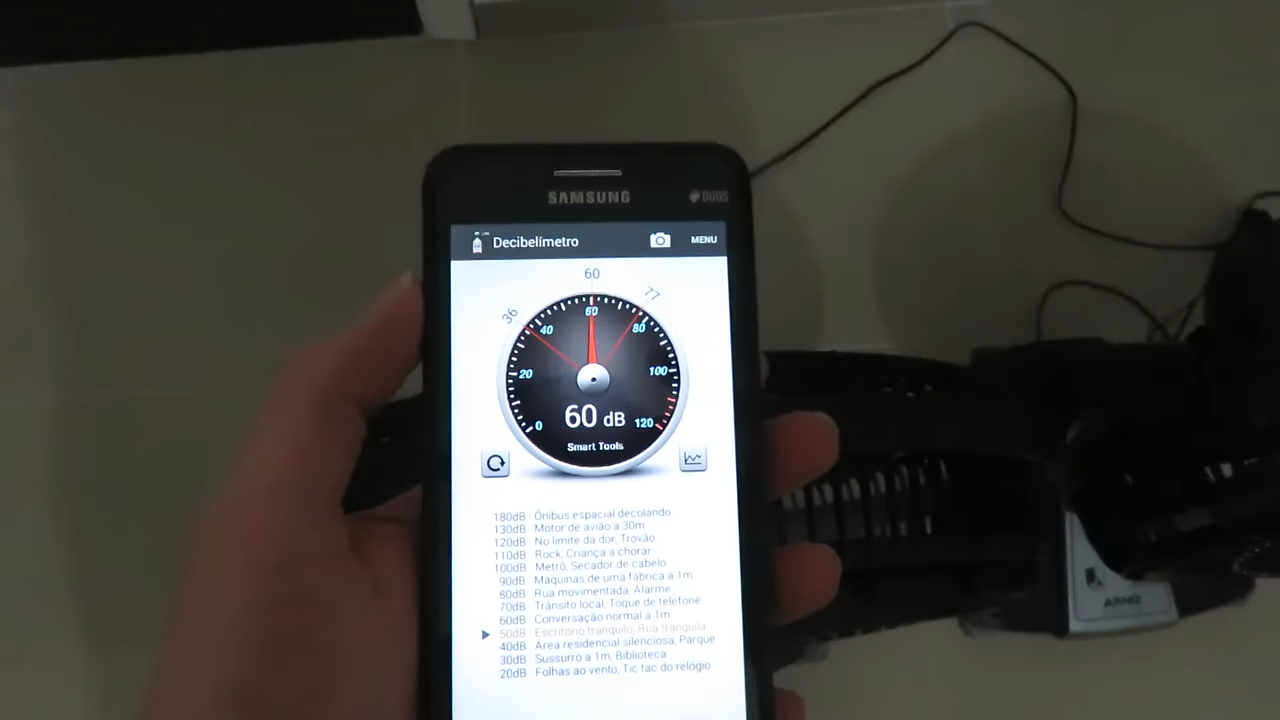 SAMSUNG
DUOS
Decibelímetro
MENU
60
36
77
60
40
80
20
100
0
120
60 dB
Smart Tools
180dB Ônibus espacial decolando
130dB Motor de avião a 30m
120dB No limite da dor, Trovão
110dB Rock, Criança a chorar
100dB Metrô, Secador de cabelo
90dB Máquinas de uma fábrica a 1m
80dB Rua movimentada, Alarme
70dB Trânsito local, Toque de telefone
60dB Conversação normal a 1m
50dB Escritório tranquilo, Rua tranquila
40dB Área residencial silenciosa, Parque
30dB Sussurro a 1m, Biblioteca
20dB Folhas ao vento, Tic tac do relógio
ARNO